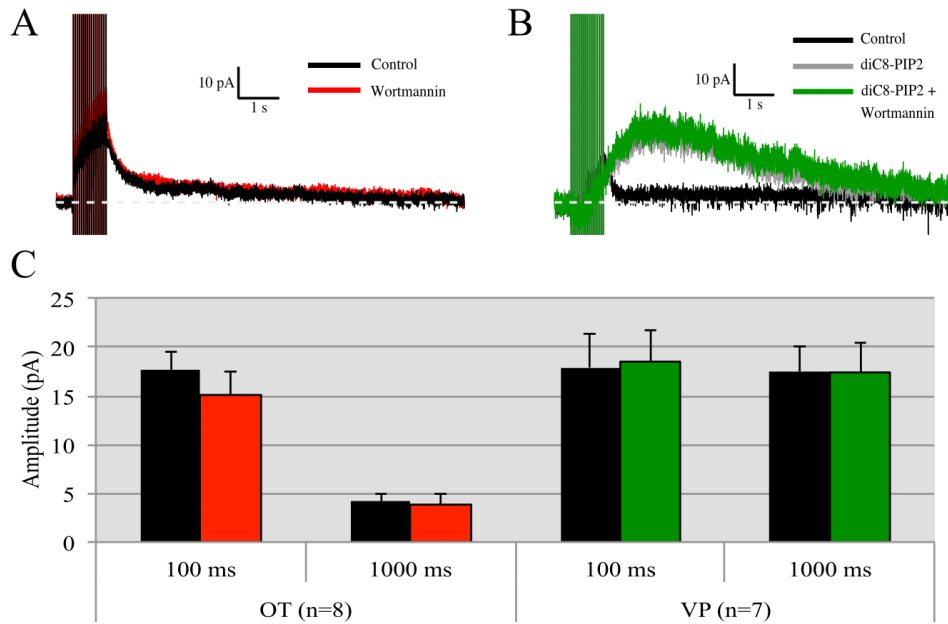 A
10 pA
1 s
Control
Wortmannin
B
10 pA
1 s
Control
diC8-PIP2
diC8-PIP2 +
Wortmannin
C
Amplitude (pA)
25
20
15
10
5
0
100 ms
1000 ms
100 ms
1000 ms
OT (n=8)
VP (n=7)